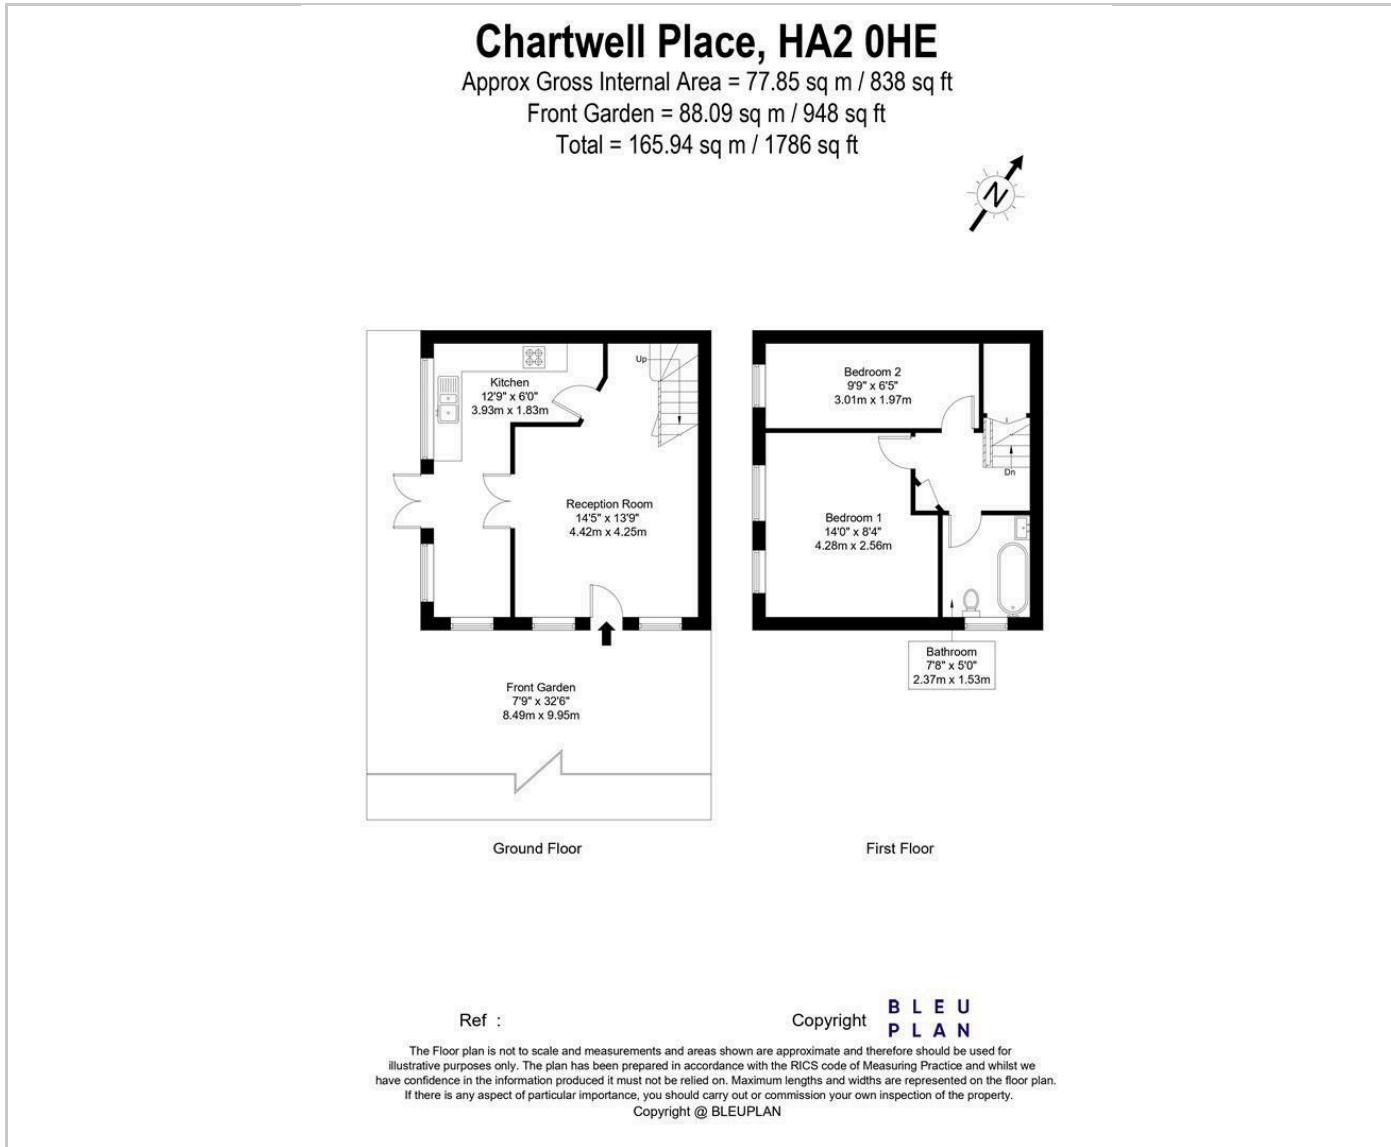 Chartwell Place, HA2 0HE
Approx Gross Internal Area = 77.85 sq m / 838 sq ft
Front Garden = 88.09 sq m / 948 sq ft
Total = 165.94 sq m / 1786 sq ft
N
Up
Kitchen
12'9" x 6'0"
3.93m x 1.83m
Reception Room
14'5" x 13'9"
4.42m x 4.25m
Front Garden
7'9" x 32'6"
8.49m x 9.95m
Ground Floor
Bedroom 2
9'9" x 6'5"
3.01m x 1.97m
Dn
Bedroom 1
14'0" x 8'4"
4.28m x 2.56m
Bathroom
7'8" x 5'0"
2.37m x 1.53m
First Floor
Ref :
Copyright
BLEU
PLAN
The Floor plan is not to scale and measurements and areas shown are approximate and therefore should be used for
illustrative purposes only. The plan has been prepared in accordance with the RICS code of Measuring Practice and whilst we
have confidence in the information produced it must not be relied on. Maximum lengths and widths are represented on the floor plan.
If there is any aspect of particular importance, you should carry out or commission your own inspection of the property.
Copyright @ BLEUPLAN